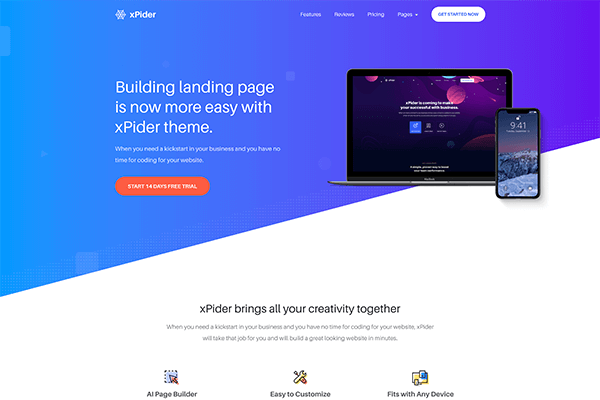 xPider
Features Reviews Pricing Pages GET STARTED NOW
Building landing page
is now more easy with
xPider theme.
When you need a kickstart in your business and you have no
time for coding for your website.
START 14 DAYS FREE TRIAL
xPider is coming to make
your successful with business.
9:41
xPider brings all your creativity together
When you need a kickstart in your business and you have no time for coding for your website, xPider
will take that job for you and will build a great looking website in minutes.
AI Page Builder
Easy to Customize
Fits with Any Device